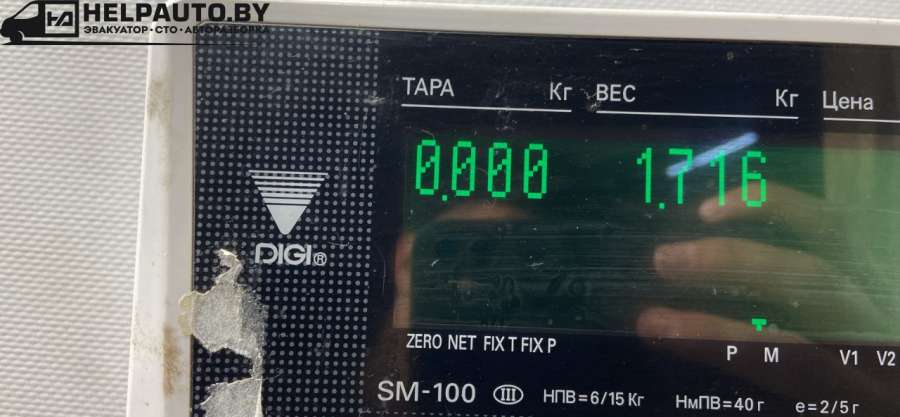 HELPAUTO.BY
ЭВАКУАТОР·СТО·АВТОРАЗБОРКА
ТАРА Кг ВЕС Кг Цена
0.000 1.716
DIGI®
ZERO NET FIX T FIX P P M V1 V2
SM-100 III НПВ=6/15 Кг НмПВ=40 г e=2/5 г